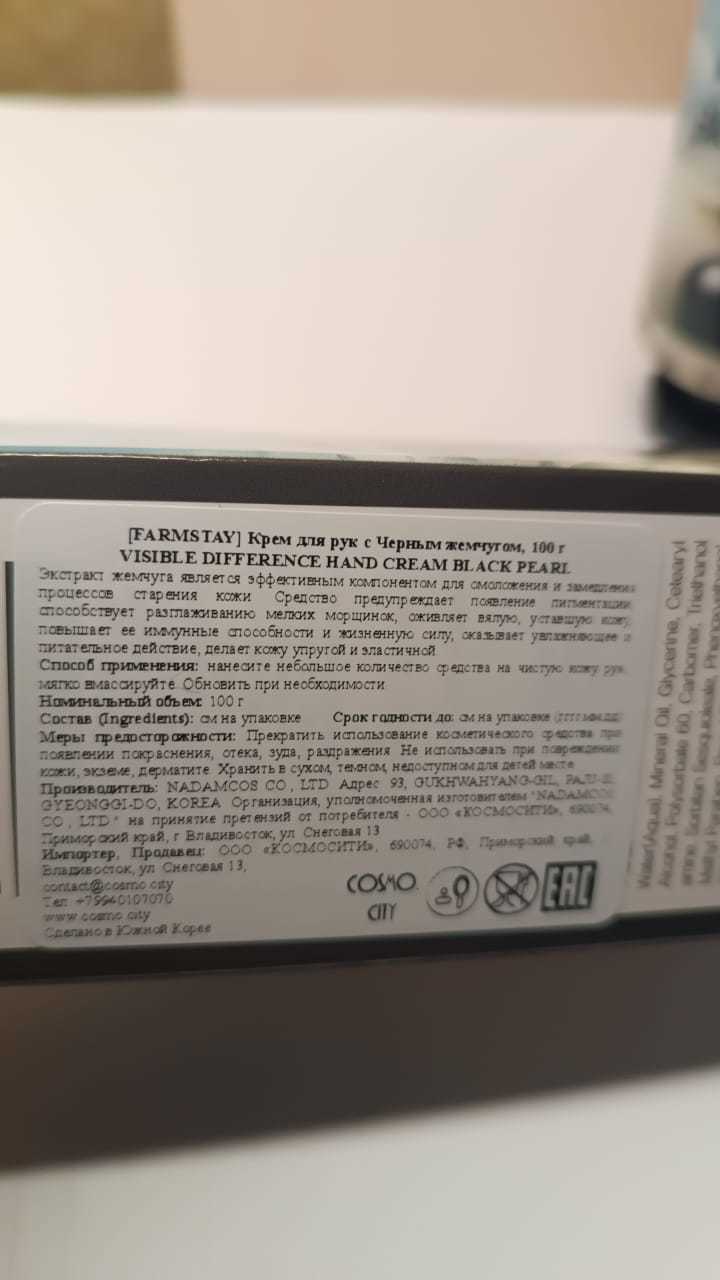 [FARMSTAY] Крем для рук с Черным жемчугом, 100 г
VISIBLE DIFFERENCE HAND CREAM BLACK PEARL
Экстракт жемчуга является эффективным компонентом для омоложения и замедления
процессов старения кожи Средство предупреждает появление пигментации,
способствует разглаживанию мелких морщинок, оживляет вялую, уставшую кожу,
повышает ее иммунные способности и жизненную силу, оказывает увлажняющее и
питательное действие, делает кожу упругой и эластичной
Способ применения: нанесите небольшое количество средства на чистую кожу рук,
мягко вмассируйте. Обновить при необходимости
Номинальный объем: 100 г
Состав (Ingredients): см на упаковке Срок годности до: см на упаковке (гггг.мм.дд)
Меры предосторожности: Прекратить использование косметического средства при
появлении покраснения, отека, зуда, раздражения Не использовать при повреждении
кожи, экземе, дерматите. Хранить в сухом, темном, недоступном для детей месте
Производитель: NADAMCOS CO., LTD Адрес 93, GUKHWAHYANG-GIL, PAJU-SI,
GYEONGGI-DO, KOREA Организация, уполномоченная изготовителем "NADAMCOS
CO., LTD" на принятие претензий от потребителя - ООО «КОСМОСИТИ», 690074,
Приморский край, г Владивосток, ул Снеговая 13
Импортер, Продавец: ООО «КОСМОСИТИ», 690074, РФ, Приморский край,
Владивосток, ул Снеговая 13,
contact@cosmo.city
Тел +79940107070
www.cosmo.city
Сделано в Южной Корее
COSMO
CITY
EAC
Water(Aqua), Mineral Oil, Glycerine, Cetearyl
Alcohol, Polysorbate 60, Carbomer, Triethanol
amine, Sorbitan Sesquioleate,